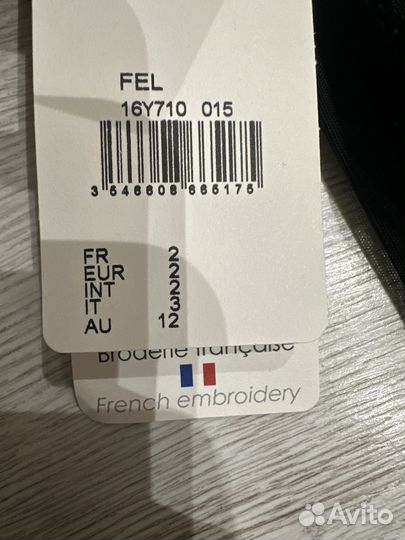 FEL
16Y710 015
3 546608 665175
FR 2
EUR 2
INT 2
IT 3
AU 12
Broderie française
French embroidery
Avito